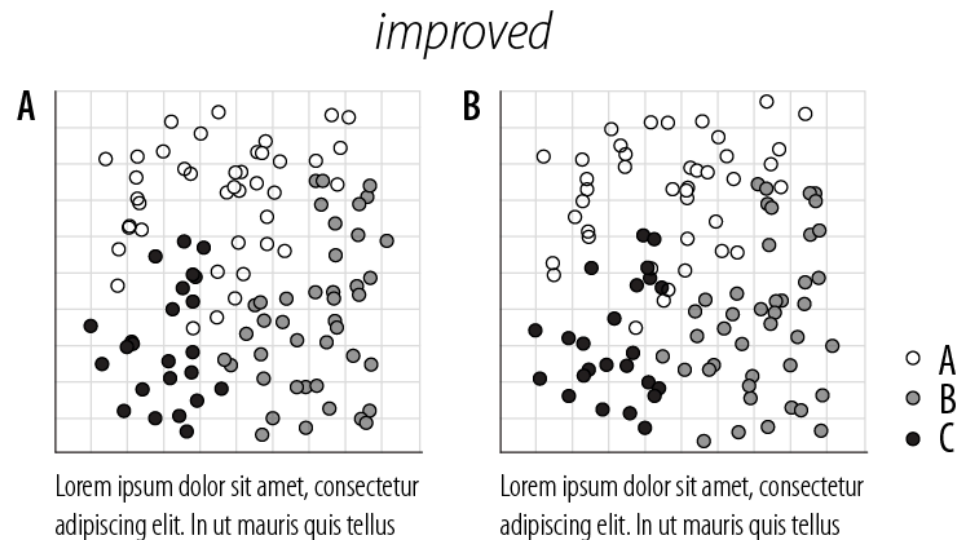 improved
A
B
A
B
C
Lorem ipsum dolor sit amet, consectetur
adipiscing elit. In ut mauris quis tellus
Lorem ipsum dolor sit amet, consectetur
adipiscing elit. In ut mauris quis tellus